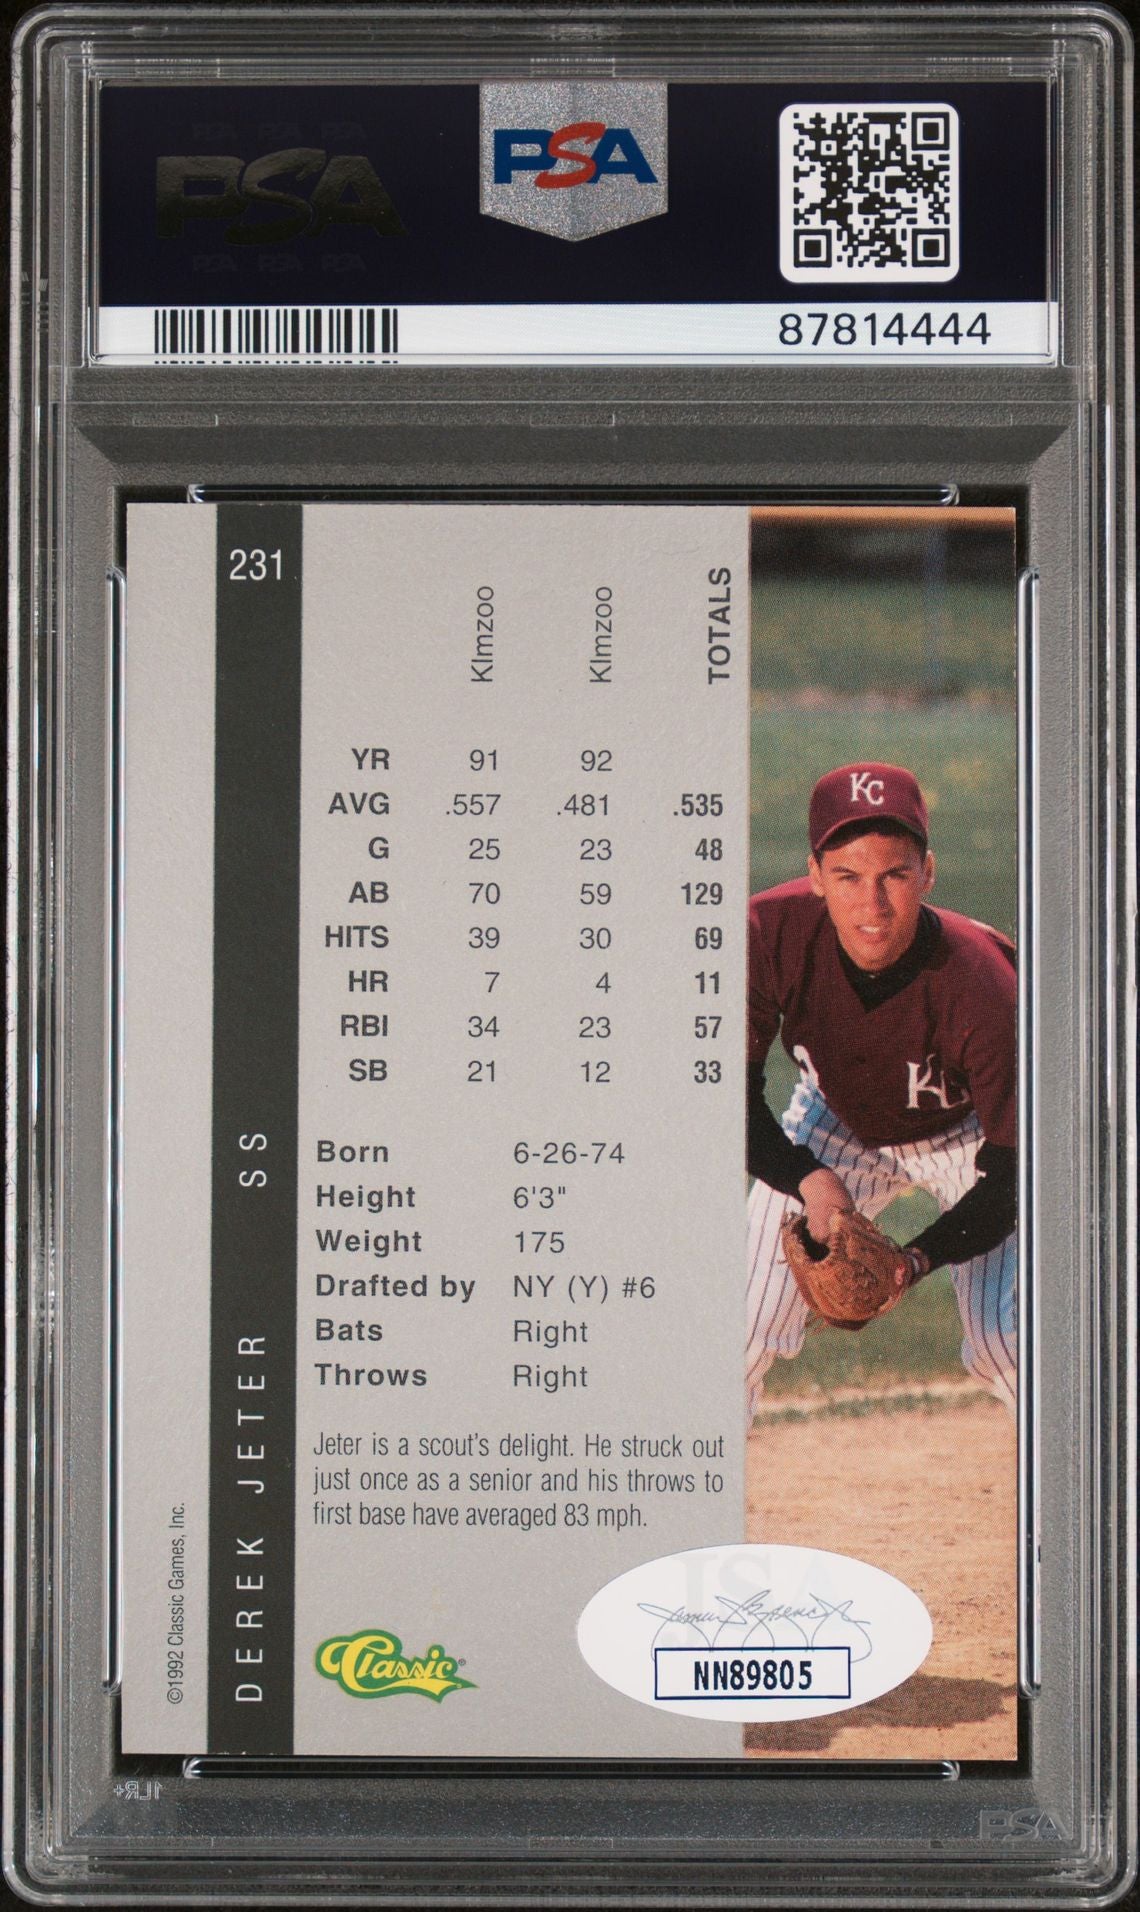 PSA
PSA
87814444
231
Klmzoo Klmzoo TOTALS
YR 91 92
AVG .557 .481 .535
G 25 23 48
AB 70 59 129
HITS 39 30 69
HR 7 4 11
RBI 34 23 57
SB 21 12 33
Born 6-26-74
Height 6'3"
Weight 175
Drafted by NY (Y) #6
Bats Right
Throws Right
Jeter is a scout's delight. He struck out
just once as a senior and his throws to
first base have averaged 83 mph.
DEREK JETER SS
©1992 Classic Games, Inc.
Classic®
KC
KC
JSA
NN89805
1LR+
PSA